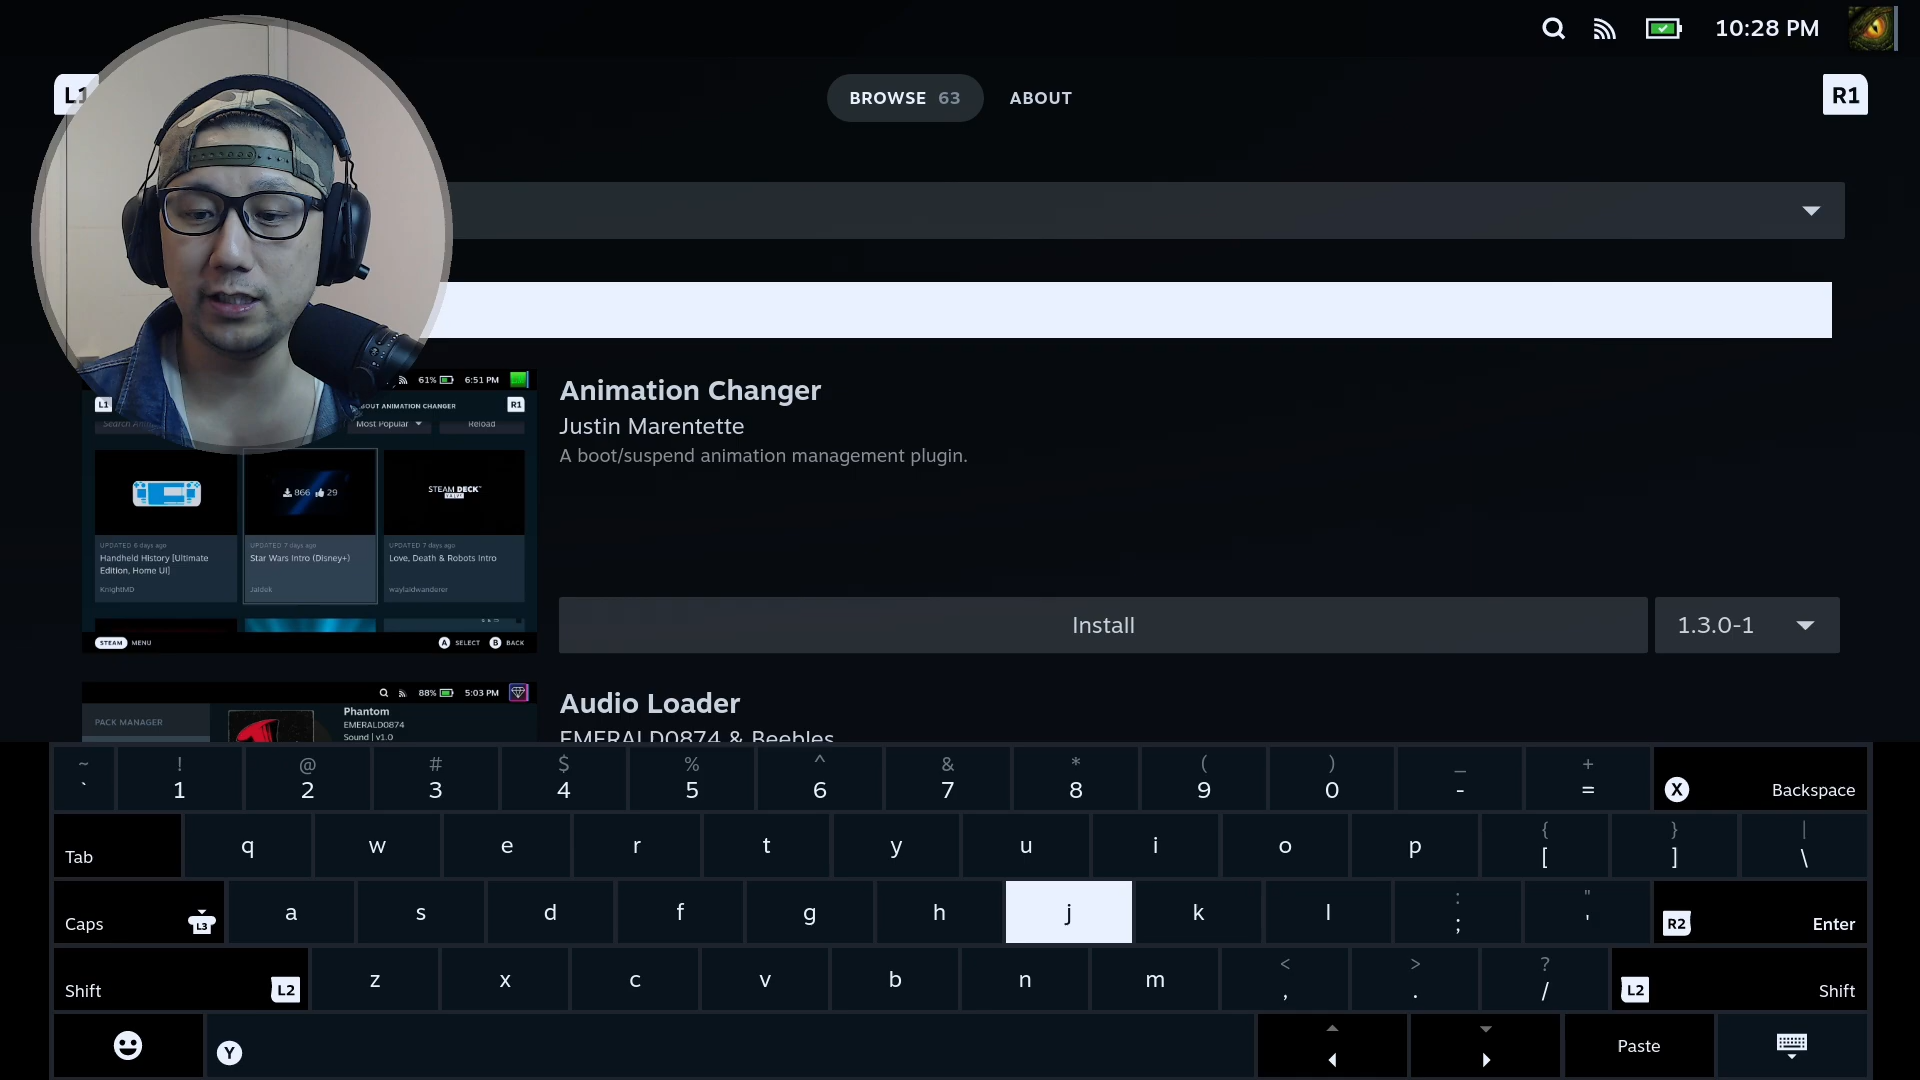 10:28 PM
L1
BROWSE 63
ABOUT
R1
Animation Changer
Justin Marentette
A boot/suspend animation management plugin.
61%
6:51 PM
L1
BOUT ANIMATION CHANGER
R1
Most Popular
Reload
866
29
STEAM DECK
UPDATED 6 days ago
Handheld History [Ultimate
Edition, Home UI]
KnightMD
UPDATED 7 days ago
Star Wars Intro (Disney+)
Jaldek
UPDATED 7 days ago
Love, Death & Robots Intro
waylaidwanderer
STEAM MENU
A SELECT B BACK
Install
1.3.0-1
Audio Loader
EMERALD0874 & Beebles
88%
5:03 PM
PACK MANAGER
Phantom
EMERALD0874
Sound | v1.0
~ ! @ # $ % ^ & * ( ) _ +
` 1 2 3 4 5 6 7 8 9 0 - = X Backspace
{ } |
Tab q w e r t y u i o p [ ] \
: "
Caps L3 a s d f g h j k l ; ' R2 Enter
< > ?
Shift L2 z x c v b n m , . / L2 Shift
Y
Paste